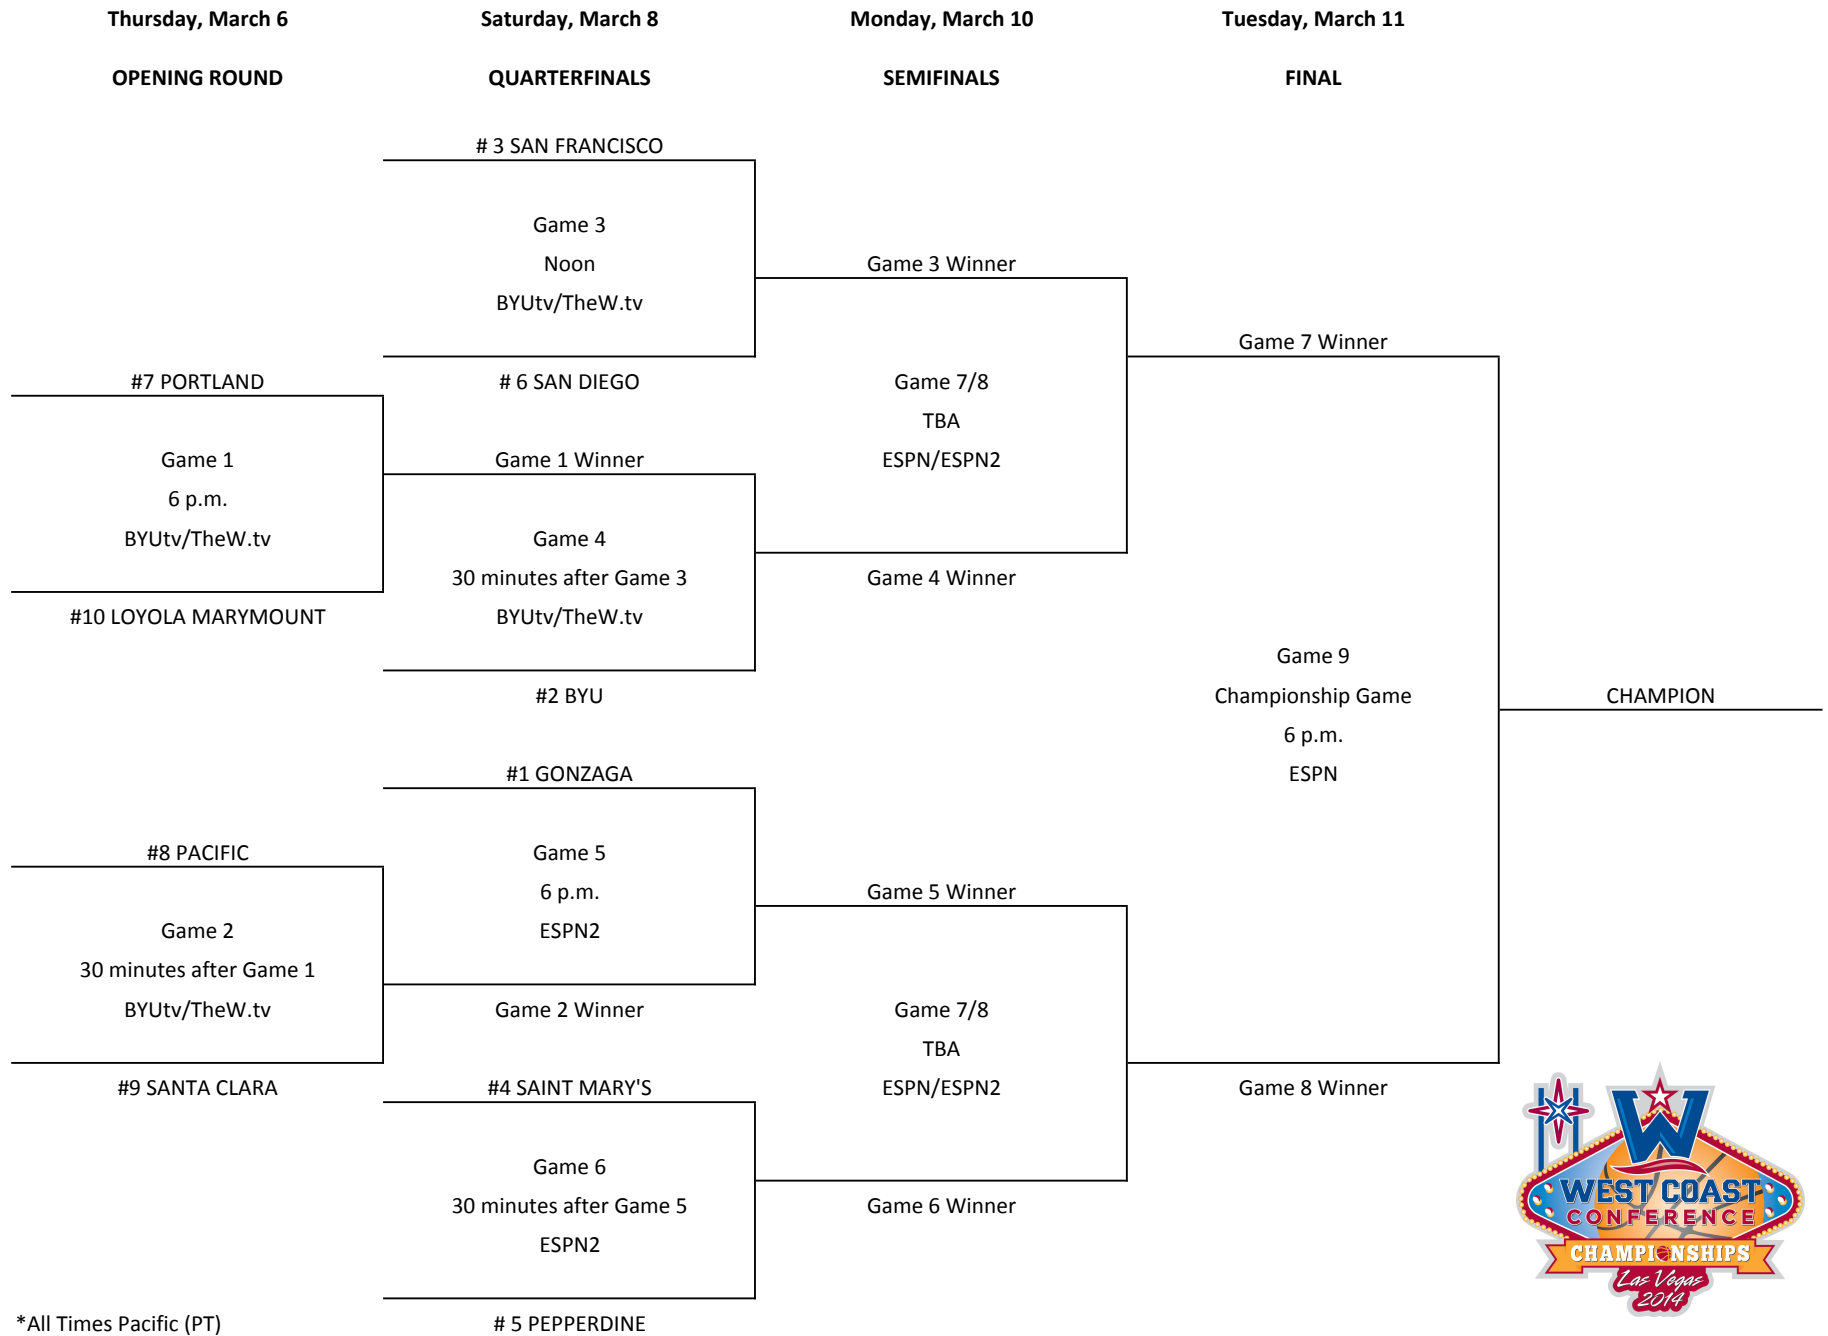 Thursday, March 6
Saturday, March 8
Monday, March 10
Tuesday, March 11
OPENING ROUND
QUARTERFINALS
SEMIFINALS
FINAL
# 3 SAN FRANCISCO
Game 3
Noon
BYUtv/TheW.tv
# 6 SAN DIEGO
#7 PORTLAND
Game 1
6 p.m.
BYUtv/TheW.tv
#10 LOYOLA MARYMOUNT
Game 1 Winner
Game 4
30 minutes after Game 3
BYUtv/TheW.tv
#2 BYU
Game 3 Winner
Game 7/8
TBA
ESPN/ESPN2
Game 4 Winner
Game 7 Winner
Game 9
Championship Game
6 p.m.
ESPN
CHAMPION
#1 GONZAGA
Game 5
6 p.m.
ESPN2
Game 2 Winner
#8 PACIFIC
Game 2
30 minutes after Game 1
BYUtv/TheW.tv
#9 SANTA CLARA
#4 SAINT MARY'S
Game 6
30 minutes after Game 5
ESPN2
# 5 PEPPERDINE
Game 5 Winner
Game 7/8
TBA
ESPN/ESPN2
Game 6 Winner
Game 8 Winner
W
WEST COAST
CONFERENCE
CHAMPIONSHIPS
Las Vegas
2014
*All Times Pacific (PT)